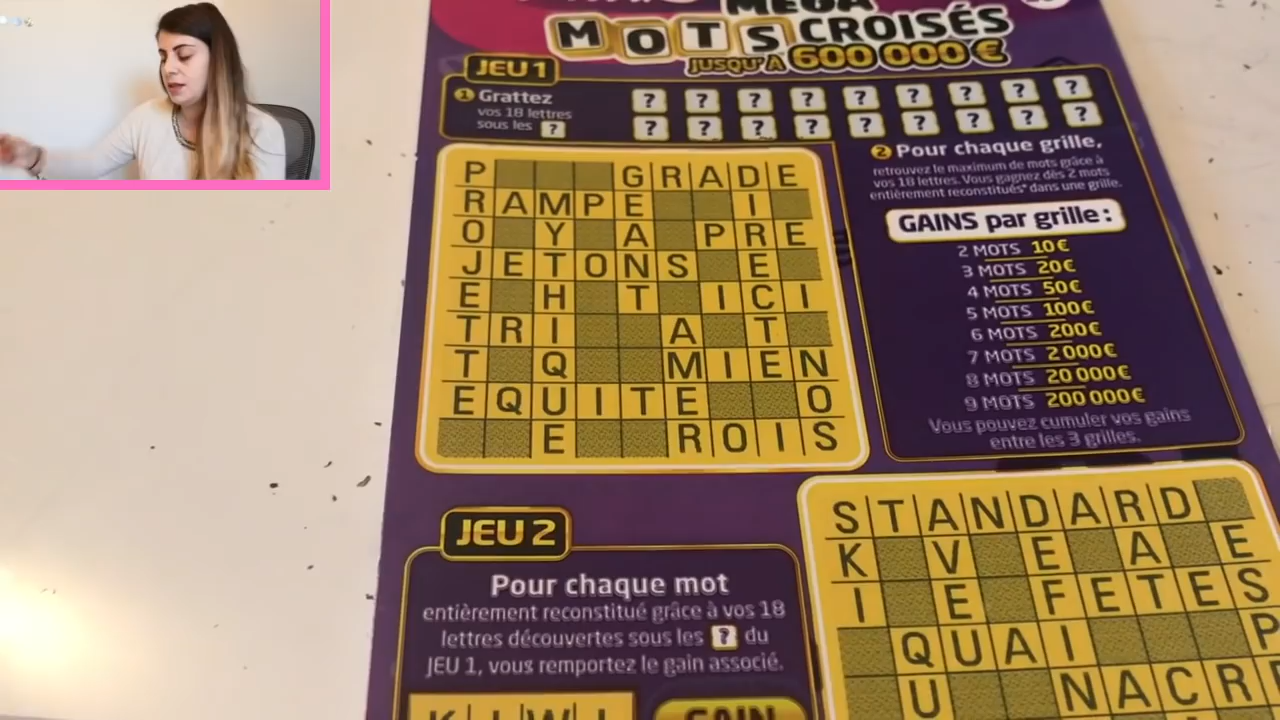 MEGA
MOTS CROISÉS
JUSQU'À 600 000 €
JEU 1
1 Grattez
vos 18 lettres
sous les ?
? ? ? ? ? ? ? ? ?
? ? ? ? ? ? ? ? ?
2 Pour chaque grille,
retrouvez le maximum de mots grâce à
vos 18 lettres. Vous gagnez dès 2 mots
entièrement reconstitués* dans une grille.
GAINS par grille :
2 MOTS 10€
3 MOTS 20€
4 MOTS 50€
5 MOTS 100€
6 MOTS 200€
7 MOTS 2 000€
8 MOTS 20 000€
9 MOTS 200 000€
Vous pouvez cumuler vos gains
entre les 3 grilles.
P GRADE
RAMPE I
O Y A PRE
JETONS E
E H T ICI
TRI A T
T Q MIEN
EQUITE O
E ROIS
JEU 2
Pour chaque mot
entièrement reconstitué grâce à vos 18
lettres découvertes sous les ? du
JEU 1, vous remportez le gain associé.
KIWI
GAIN
STANDARD
K V E A E
I E FETES
QUAI P
U NACR